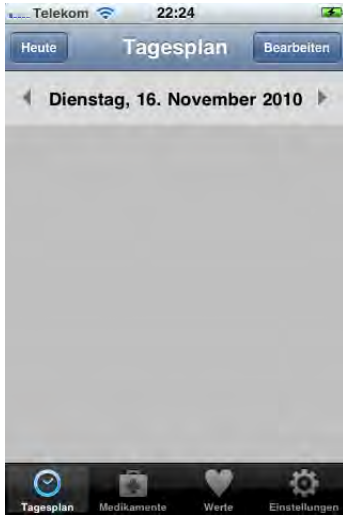 Telekom 22:24
Heute Tagesplan Bearbeiten
Dienstag, 16. November 2010
Tagesplan Medikamente Werte Einstellungen